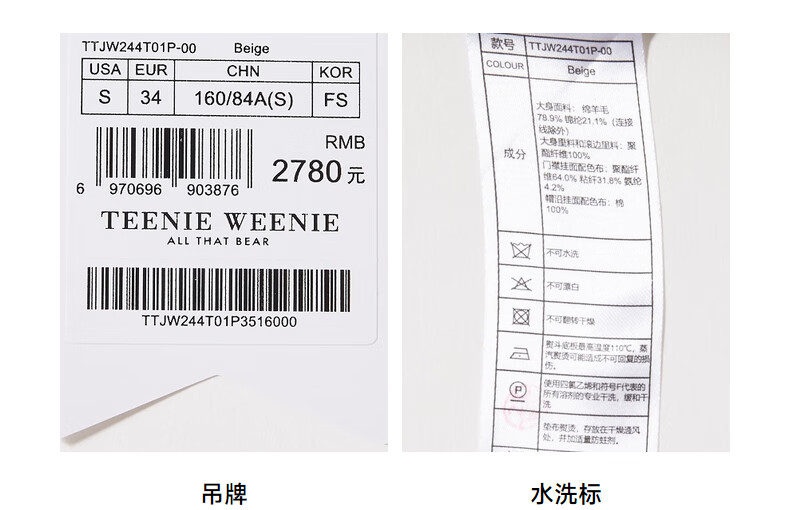 TTJW244T01P-00 Beige
USA EUR CHN KOR
S 34 160/84A(S) FS
RMB
2780元
6 970696 903876
TEENIE WEENIE
ALL THAT BEAR
TTJW244T01P3516000
吊牌
款号 TTJW244T01P-00
COLOUR Beige
成分
大身面料： 棉羊毛
78.9% 锦纶21.1%（连接
线除外）
大身里料和滚边里料：聚
酯纤维100%
门襟挂面配色布：聚酯纤
维64.0% 粘纤31.8% 氨纶
4.2%
帽沿挂面配色布：棉
100%
不可水洗
不可漂白
不可翻转干燥
熨斗底板最高温度110℃，蒸
汽熨烫可能造成不可回复的损
伤。
P
使用四氯乙烯和符号F代表的
所有溶剂的专业干洗，缓和干
洗
垫布熨烫，存放在干燥通风
处，并加适量防蛀剂。
水洗标